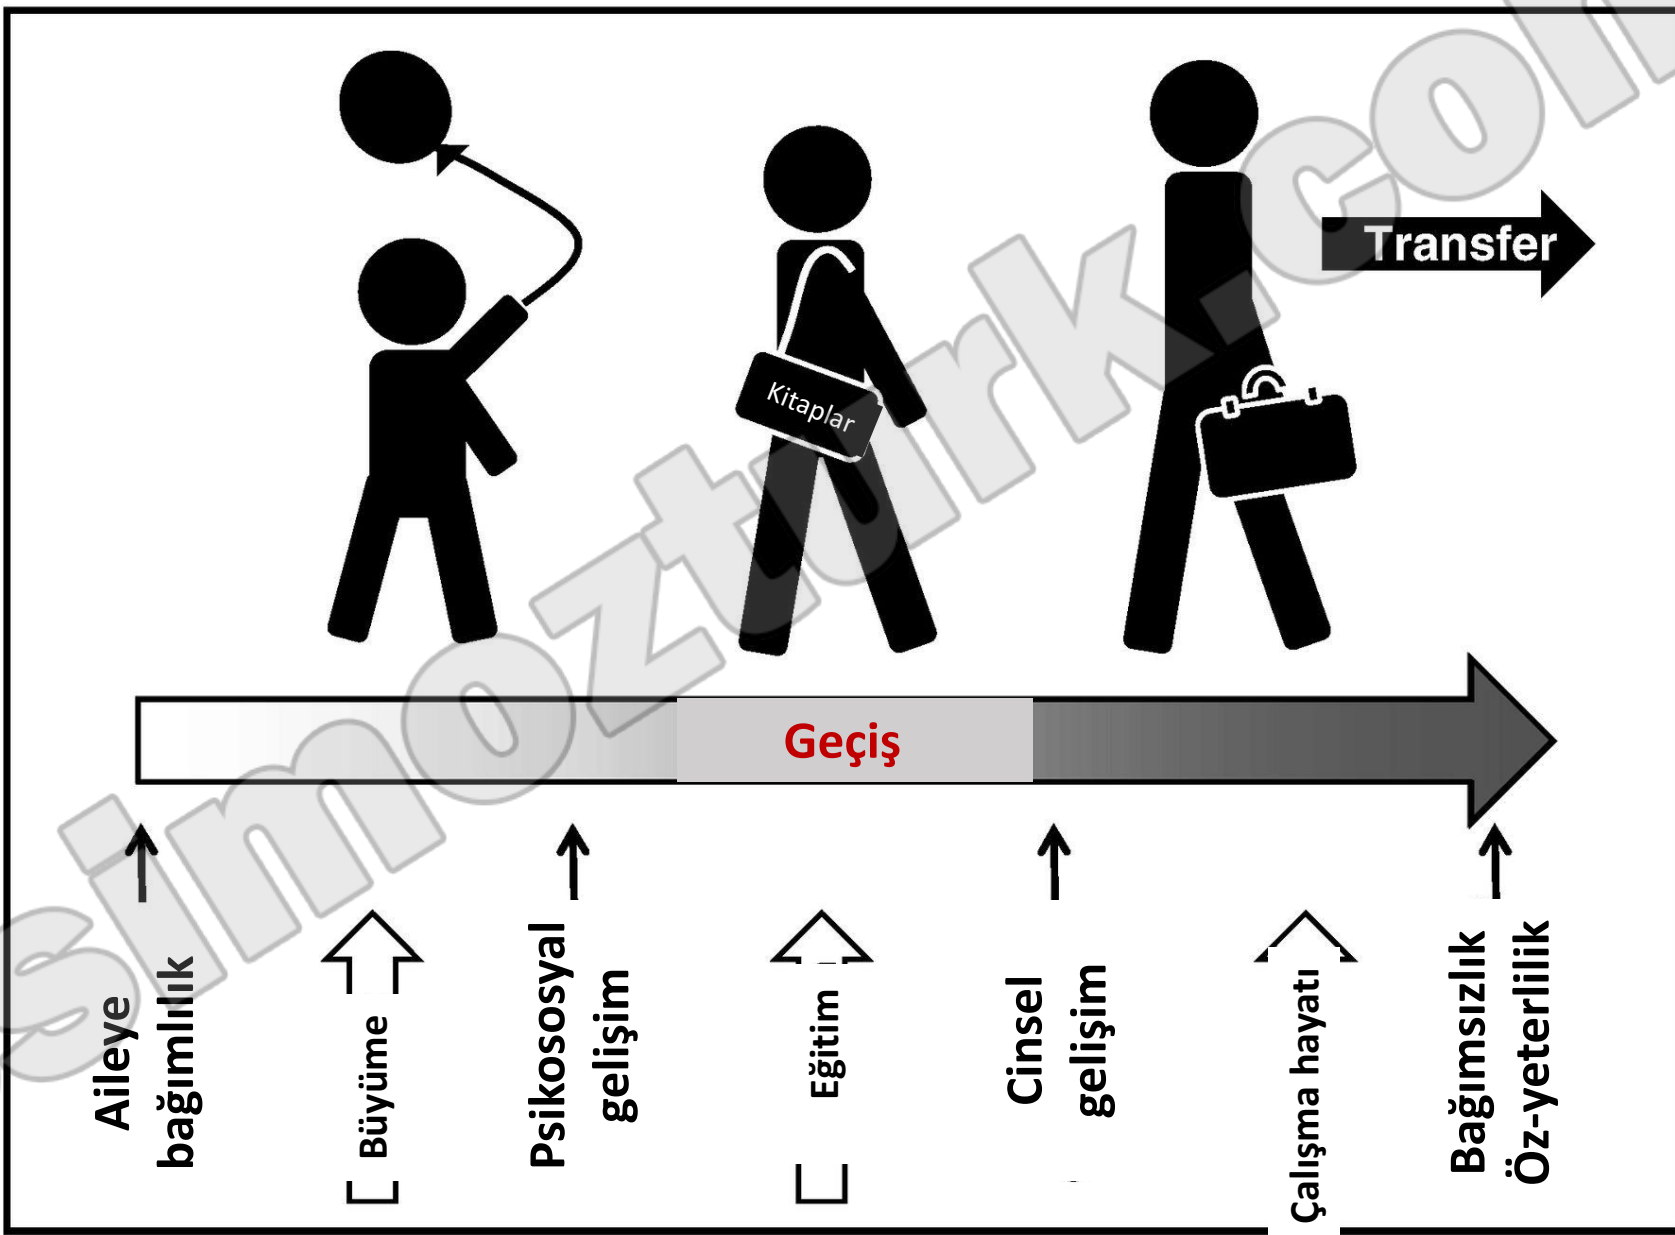 Transfer
Kitaplar
Geçiş
Aileye
bağımlılık
Büyüme
Psikososyal
gelişim
Eğitim
Cinsel
gelişim
Çalışma hayatı
Bağımsızlık
Öz-yeterlilik
simozturk.com